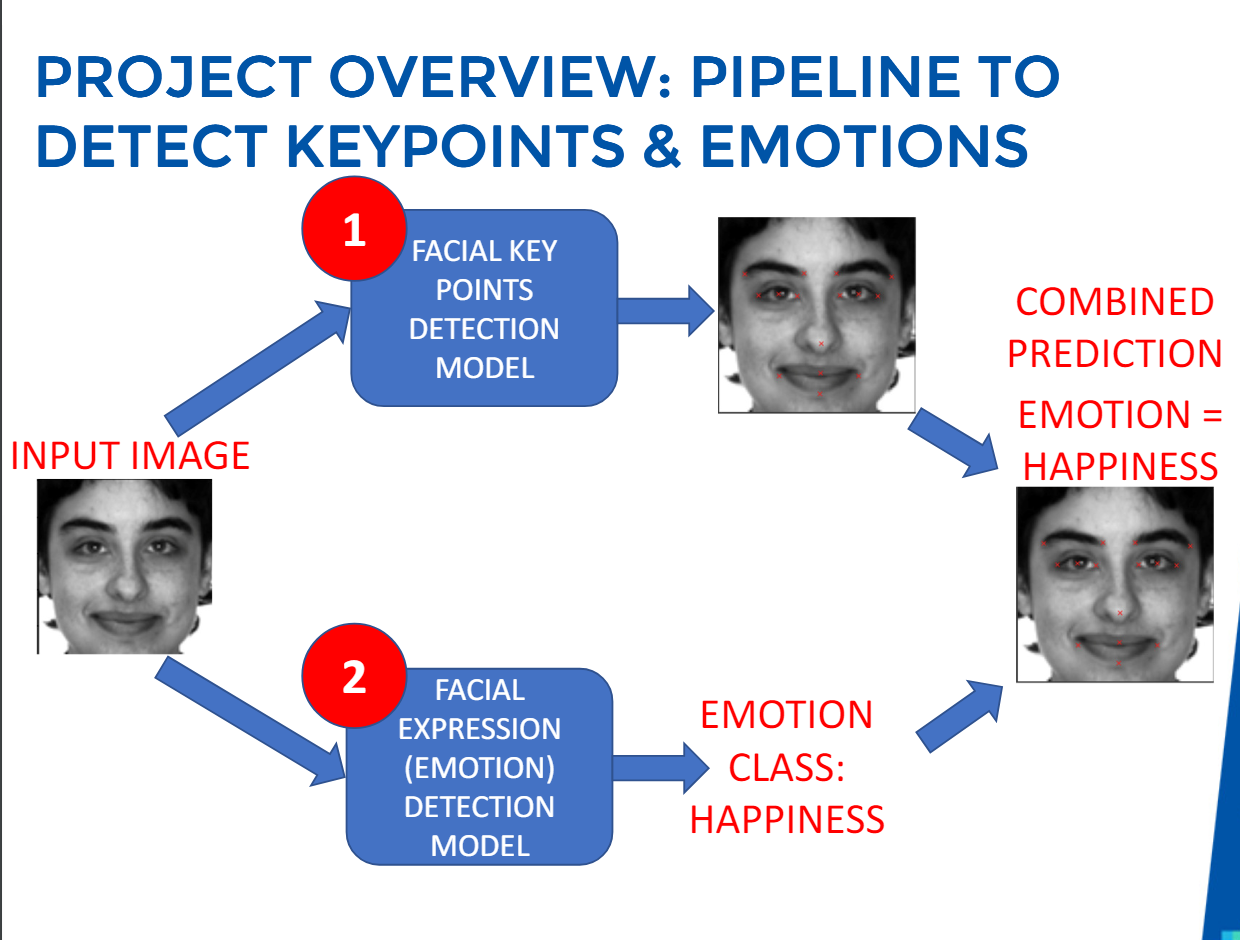 PROJECT OVERVIEW: PIPELINE TO
DETECT KEYPOINTS & EMOTIONS
1
FACIAL KEY
POINTS
DETECTION
MODEL
COMBINED
PREDICTION
EMOTION =
HAPPINESS
INPUT IMAGE
2
FACIAL
EXPRESSION
(EMOTION)
DETECTION
MODEL
EMOTION
CLASS:
HAPPINESS